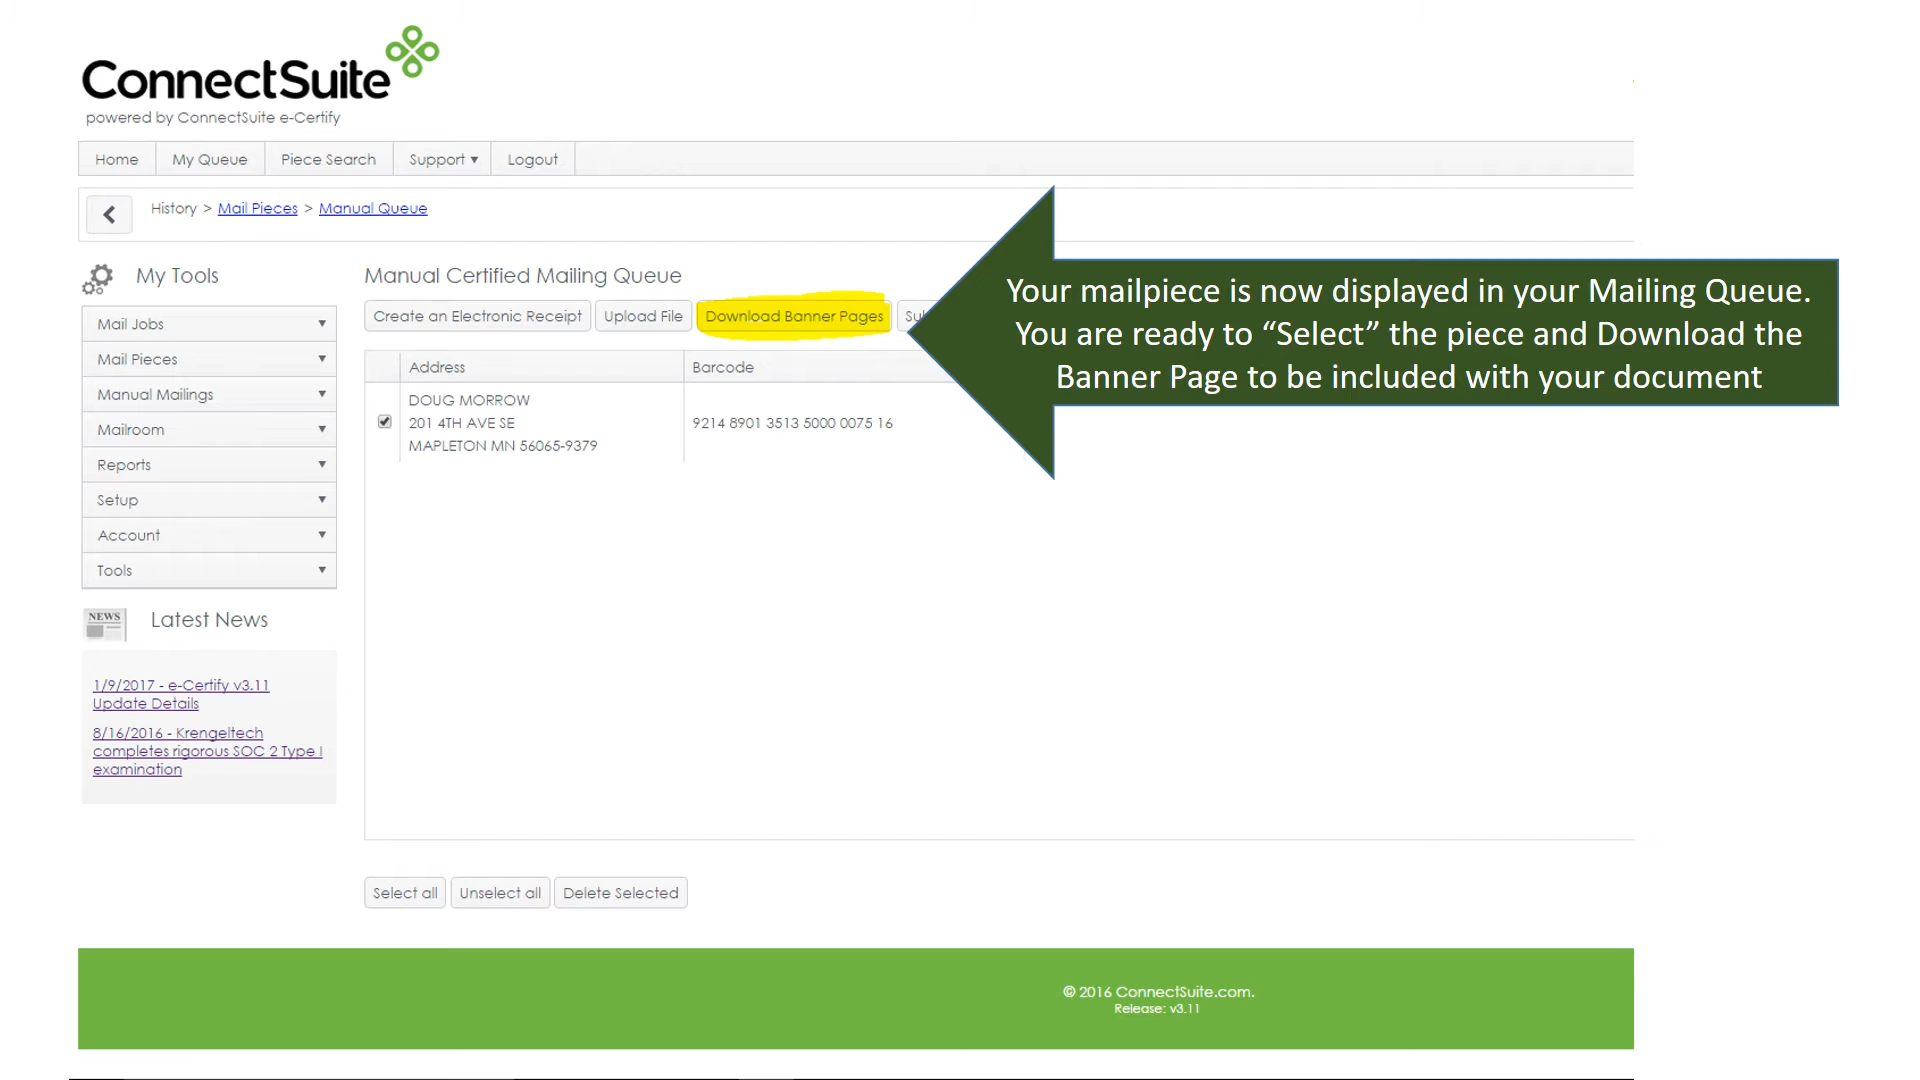 ConnectSuite
powered by ConnectSuite e-Certify
Home My Queue Piece Search Support ▾ Logout
History > Mail Pieces > Manual Queue
My Tools
Mail Jobs
Mail Pieces
Manual Mailings
Mailroom
Reports
Setup
Account
Tools
NEWS
Latest News
1/9/2017 - e-Certify v3.11
Update Details
8/16/2016 - Krengeltech
completes rigorous SOC 2 Type I
examination
Manual Certified Mailing Queue
Create an Electronic Receipt Upload File Download Banner Pages
Address Barcode
DOUG MORROW
201 4TH AVE SE
MAPLETON MN 56065-9379
9214 8901 3513 5000 0075 16
Your mailpiece is now displayed in your Mailing Queue.
You are ready to “Select” the piece and Download the
Banner Page to be included with your document
Select all Unselect all Delete Selected
© 2016 ConnectSuite.com.
Release: v3.11